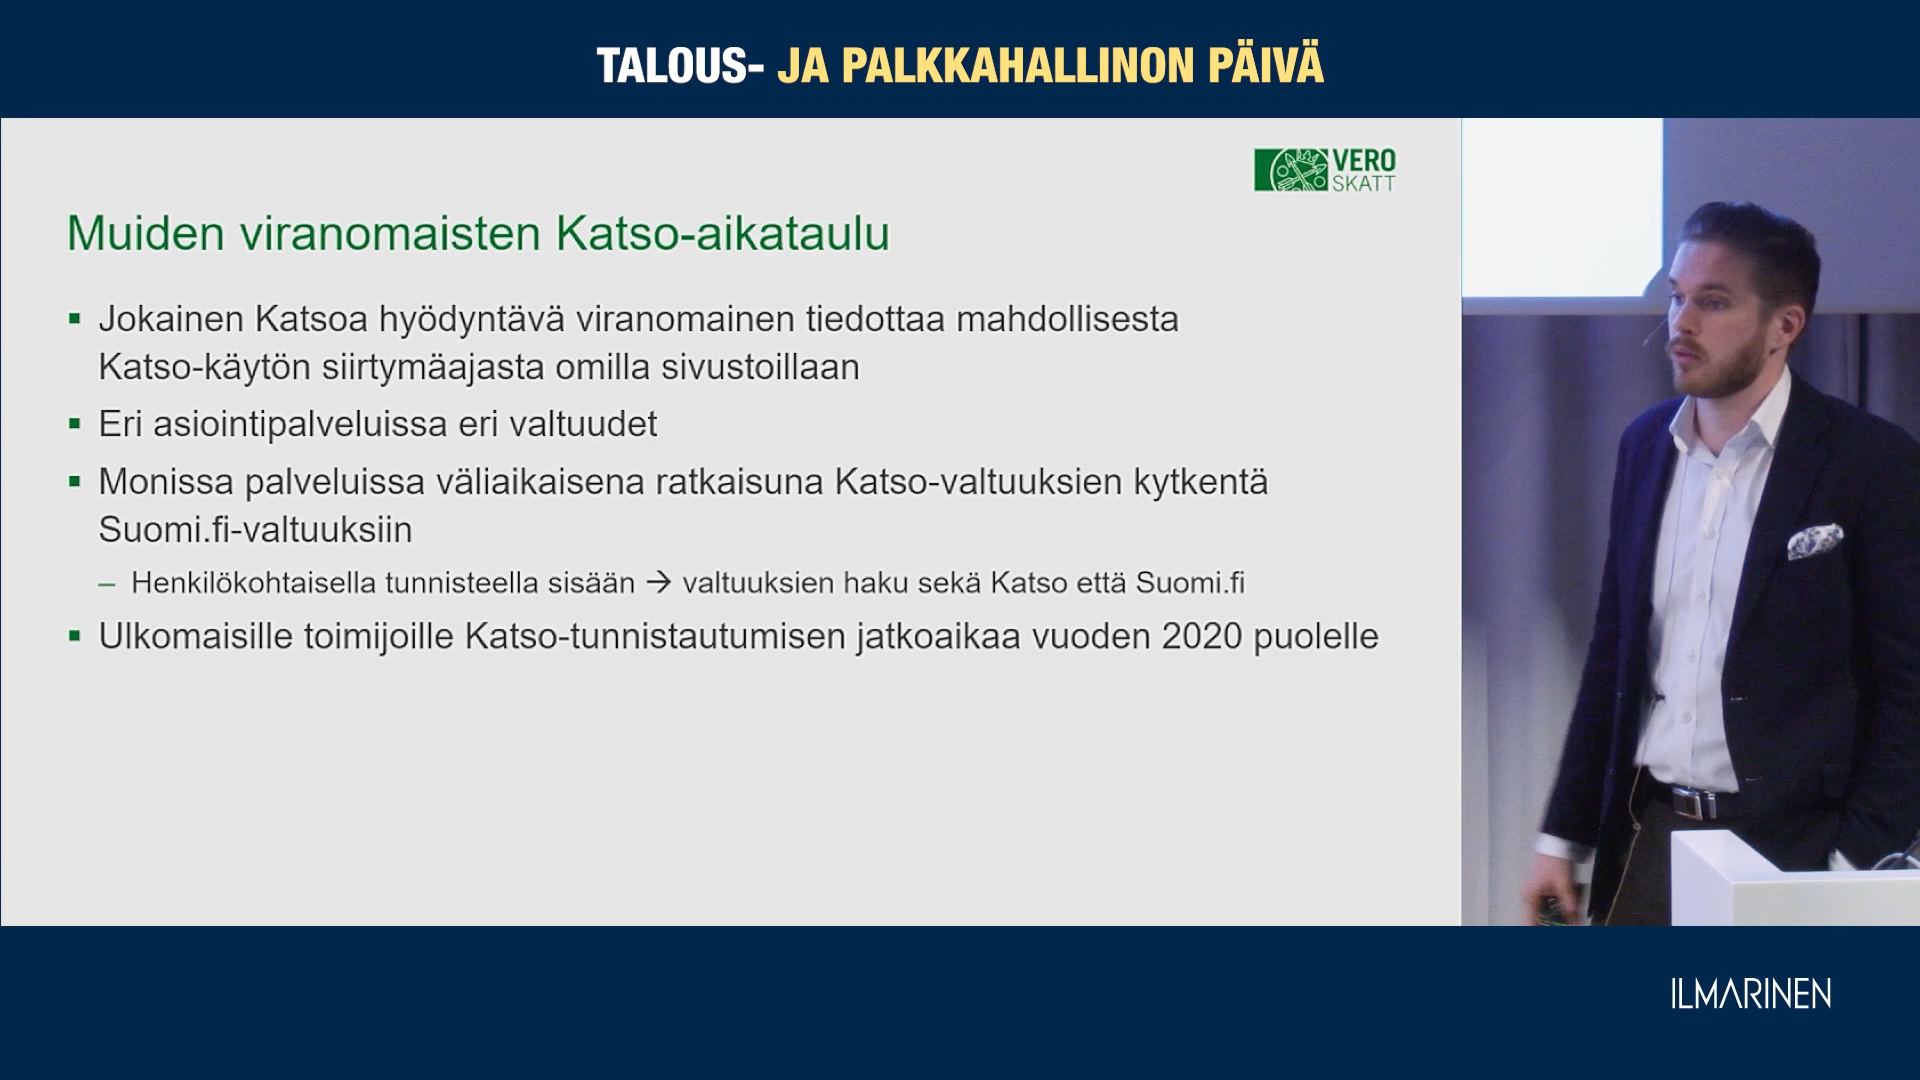 TALOUS- JA PALKKAHALLINON PÄIVÄ
VERO
SKATT
Muiden viranomaisten Katso-aikataulu
▪ Jokainen Katsoa hyödyntävä viranomainen tiedottaa mahdollisesta
Katso-käytön siirtymäajasta omilla sivustoillaan
▪ Eri asiointipalveluissa eri valtuudet
▪ Monissa palveluissa väliaikaisena ratkaisuna Katso-valtuuksien kytkentä
Suomi.fi-valtuuksiin
– Henkilökohtaisella tunnisteella sisään → valtuuksien haku sekä Katso että Suomi.fi
▪ Ulkomaisille toimijoille Katso-tunnistautumisen jatkoaikaa vuoden 2020 puolelle
ILMARINEN